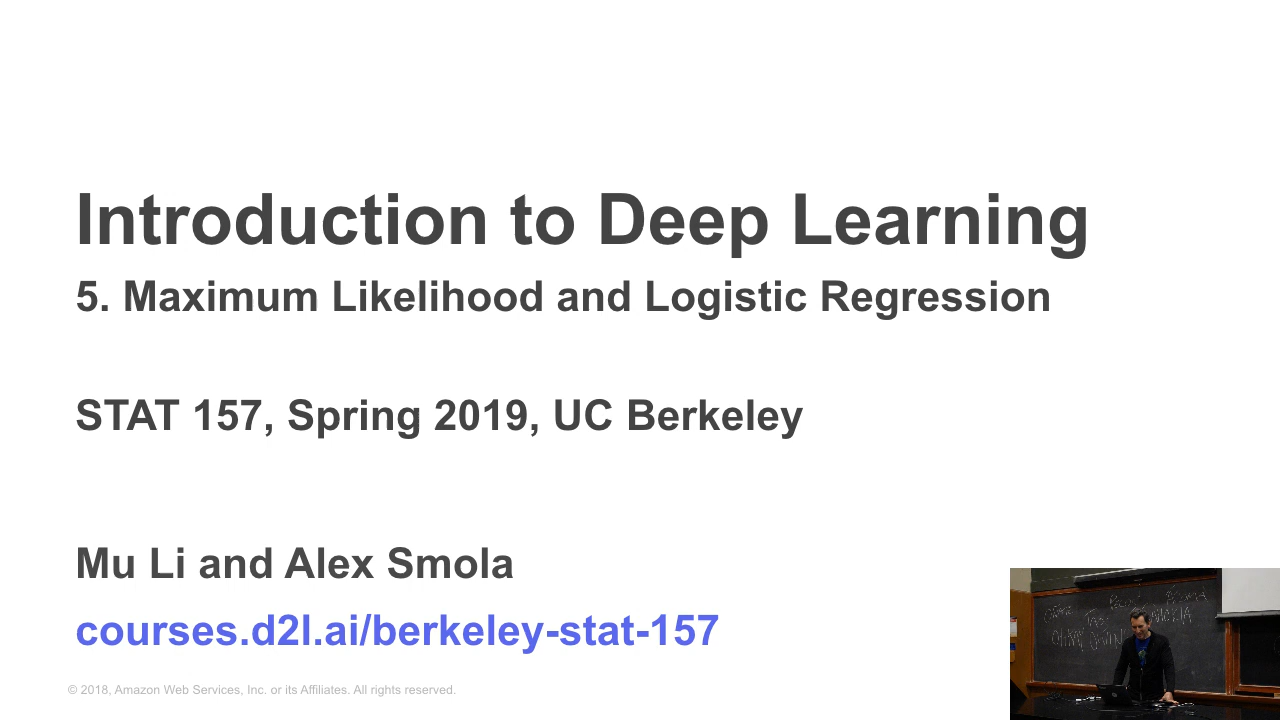 Introduction to Deep Learning
5. Maximum Likelihood and Logistic Regression
STAT 157, Spring 2019, UC Berkeley
Mu Li and Alex Smola
courses.d2l.ai/berkeley-stat-157
© 2018, Amazon Web Services, Inc. or its Affiliates. All rights reserved.